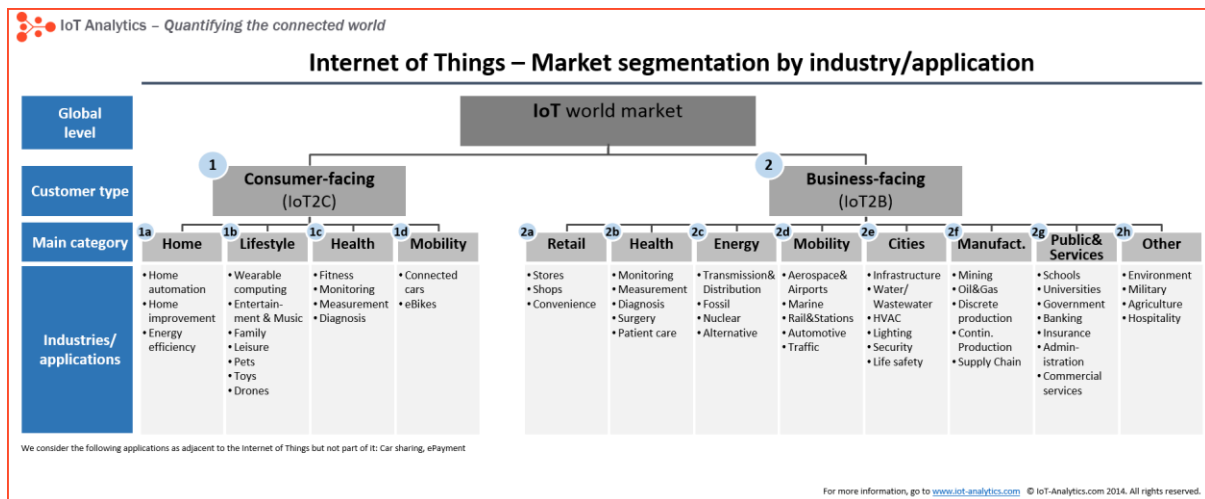 IoT Analytics – Quantifying the connected world
Internet of Things – Market segmentation by industry/application
Global
level
IoT world market
Customer type
1
Consumer-facing
(IoT2C)
2
Business-facing
(IoT2B)
Main category
1a
Home
1b
Lifestyle
1c
Health
1d
Mobility
2a
Retail
2b
Health
2c
Energy
2d
Mobility
2e
Cities
2f
Manufact.
2g
Public&
Services
2h
Other
Industries/
applications
• Home
automation
• Home
improvement
• Energy
efficiency
• Wearable
computing
• Entertain-
ment & Music
• Family
• Leisure
• Pets
• Toys
• Drones
• Fitness
• Monitoring
• Measurement
• Diagnosis
• Connected
cars
• eBikes
• Stores
• Shops
• Convenience
• Monitoring
• Measurement
• Diagnosis
• Surgery
• Patient care
• Transmission&
Distribution
• Fossil
• Nuclear
• Alternative
• Aerospace&
Airports
• Marine
• Rail&Stations
• Automotive
• Traffic
• Infrastructure
• Water/
Wastewater
• HVAC
• Lighting
• Security
• Life safety
• Mining
• Oil&Gas
• Discrete
production
• Contin.
Production
• Supply Chain
• Schools
• Universities
• Government
• Banking
• Insurance
• Admin-
istration
• Commercial
services
• Environment
• Military
• Agriculture
• Hospitality
We consider the following applications as adjacent to the Internet of Things but not part of it: Car sharing, ePayment
For more information, go to www.iot-analytics.com © IoT-Analytics.com 2014. All rights reserved.